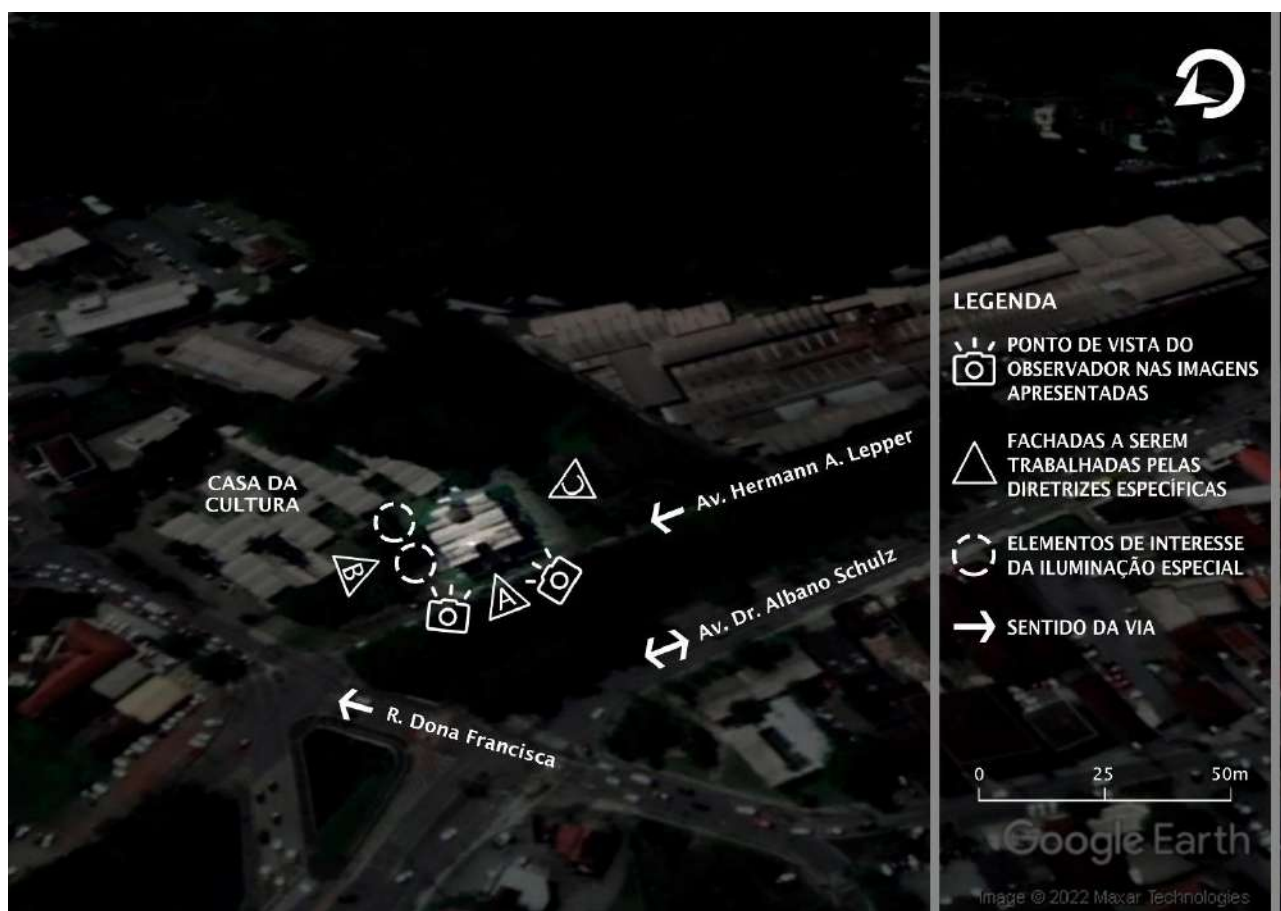 CASA DA
CULTURA
B
A
C
Av. Hermann A. Lepper
Av. Dr. Albano Schulz
R. Dona Francisca
LEGENDA
PONTO DE VISTA DO
OBSERVADOR NAS IMAGENS
APRESENTADAS
FACHADAS A SEREM
TRABALHADAS PELAS
DIRETRIZES ESPECÍFICAS
ELEMENTOS DE INTERESSE
DA ILUMINAÇÃO ESPECIAL
SENTIDO DA VIA
0 25 50m
Google Earth
Image © 2022 Maxar Technologies